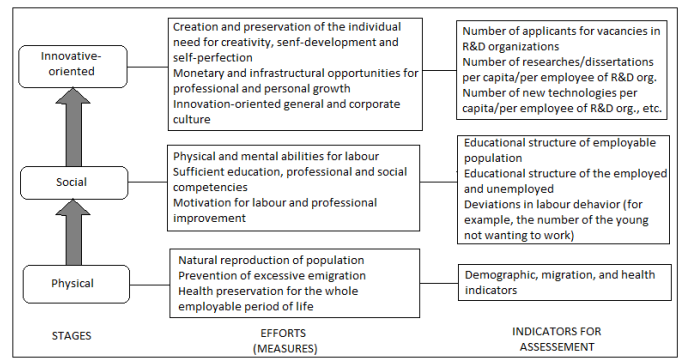 Innovative-
oriented
Creation and preservation of the individual
need for creativity, senf-development and
self-perfection
Monetary and infrastructural opportunities for
professional and personal growth
Innovation-oriented general and corporate
culture
Number of applicants for vacancies in
R&D organizations
Number of researches/dissertations
per capita/per employee of R&D org.
Number of new technologies per
capita/per employee of R&D org., etc.
Social
Physical and mental abilities for labour
Sufficient education, professional and social
competencies
Motivation for labour and professional
improvement
Educational structure of employable
population
Educational structure of the employed
and unemployed
Deviations in labour dehavior (for
example, the number of the young
not wanting to work)
Physical
Natural reproduction of population
Prevention of excessive emigration
Health preservation for the whole
employable period of life
Demographic, migration, and health
indicators
STAGES
EFFORTS
(MEASURES)
INDICATORS FOR
ASSESSEMENT